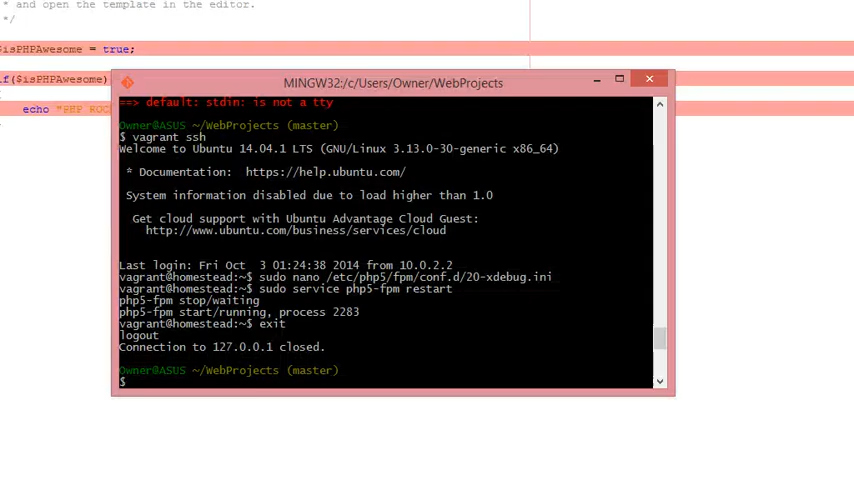 * and open the template in the editor.
*/
$isPHPAwesome = true;
if($isPHPAwesome)
{
echo "PHP ROC
MINGW32:/c/Users/Owner/WebProjects
==> default: stdin: is not a tty
Owner@ASUS ~/WebProjects (master)
$ vagrant ssh
Welcome to Ubuntu 14.04.1 LTS (GNU/Linux 3.13.0-30-generic x86_64)
* Documentation:  https://help.ubuntu.com/
System information disabled due to load higher than 1.0
Get cloud support with Ubuntu Advantage Cloud Guest:
http://www.ubuntu.com/business/services/cloud
Last login: Fri Oct  3 01:24:38 2014 from 10.0.2.2
vagrant@homestead:~$ sudo nano /etc/php5/fpm/conf.d/20-xdebug.ini
vagrant@homestead:~$ sudo service php5-fpm restart
php5-fpm stop/waiting
php5-fpm start/running, process 2283
vagrant@homestead:~$ exit
logout
Connection to 127.0.0.1 closed.
Owner@ASUS ~/WebProjects (master)
$